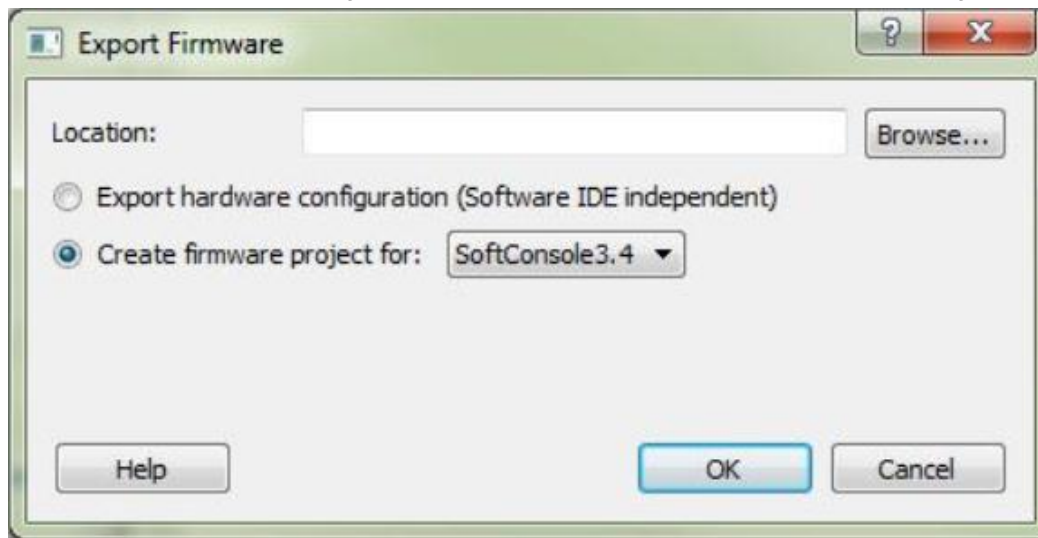 Export Firmware
Location:
Browse...
Export hardware configuration (Software IDE independent)
Create firmware project for: SoftConsole3.4
Help OK Cancel